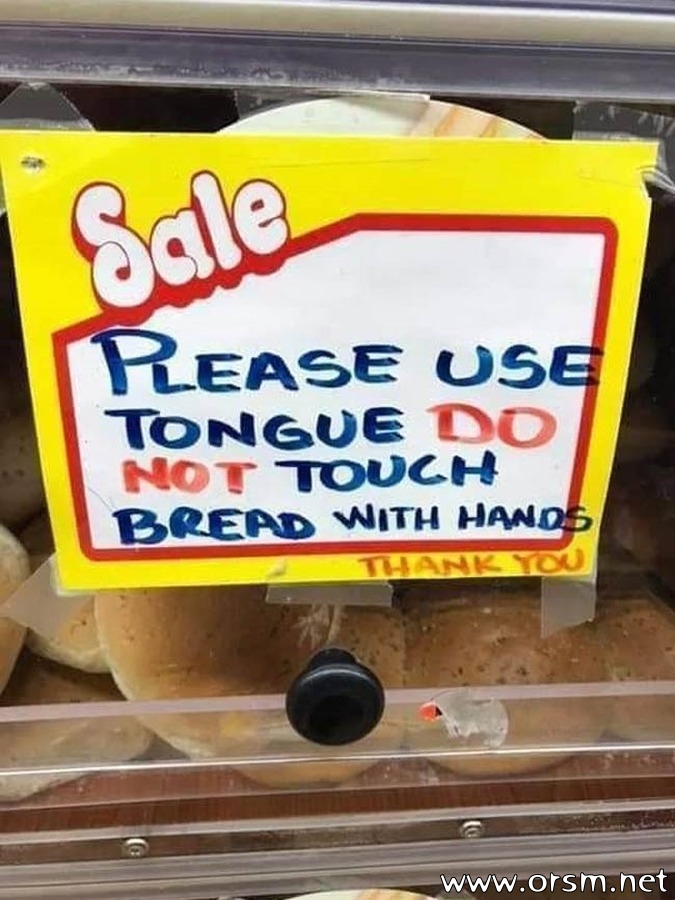 Sale
PLEASE USE
TONGUE DO
NOT TOUCH
BREAD WITH HANDS
THANK YOU
www.orsm.net